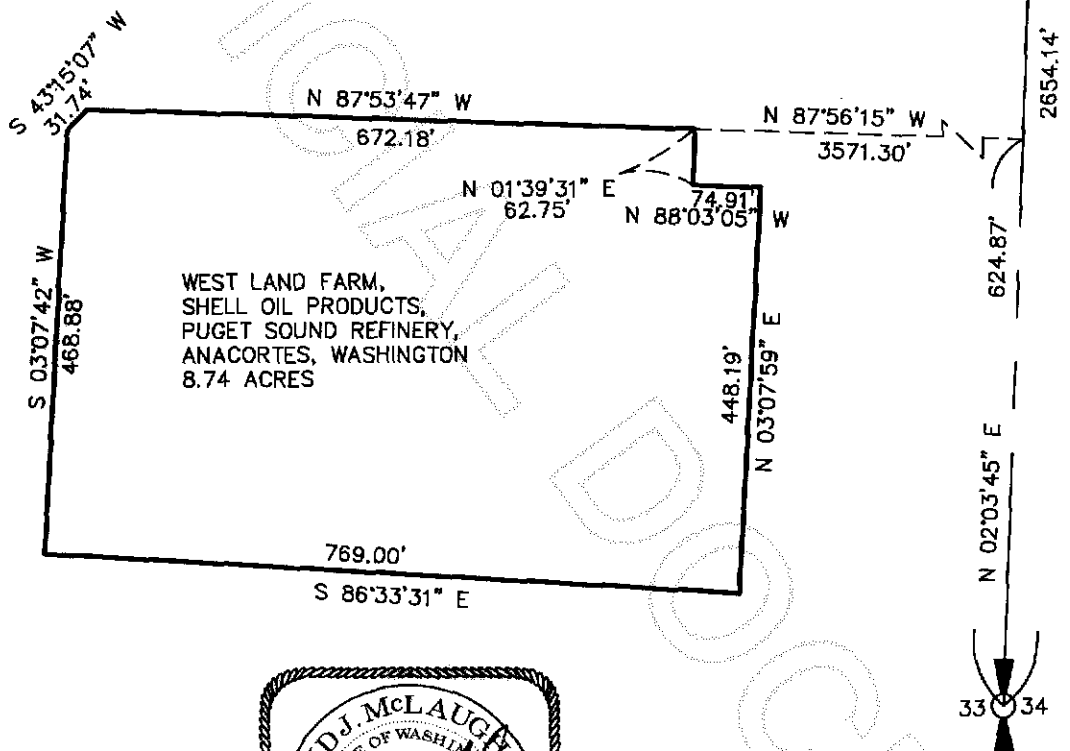 S 43°15'07" W
31.74'
N 87°53'47" W
672.18'
N 87°56'15" W
3571.30'
2654.14'
N 01°39'31" E
62.75'
74.91'
N 88°03'05" W
624.87'
WEST LAND FARM,
SHELL OIL PRODUCTS,
PUGET SOUND REFINERY,
ANACORTES, WASHINGTON
8.74 ACRES
S 03°07'42" W
468.88'
448.19'
N 03°07'59" E
N 02°03'45" E
769.00'
S 86°33'31" E
33 34
J. McLAUG
OF WASHIN
CIAL DOC